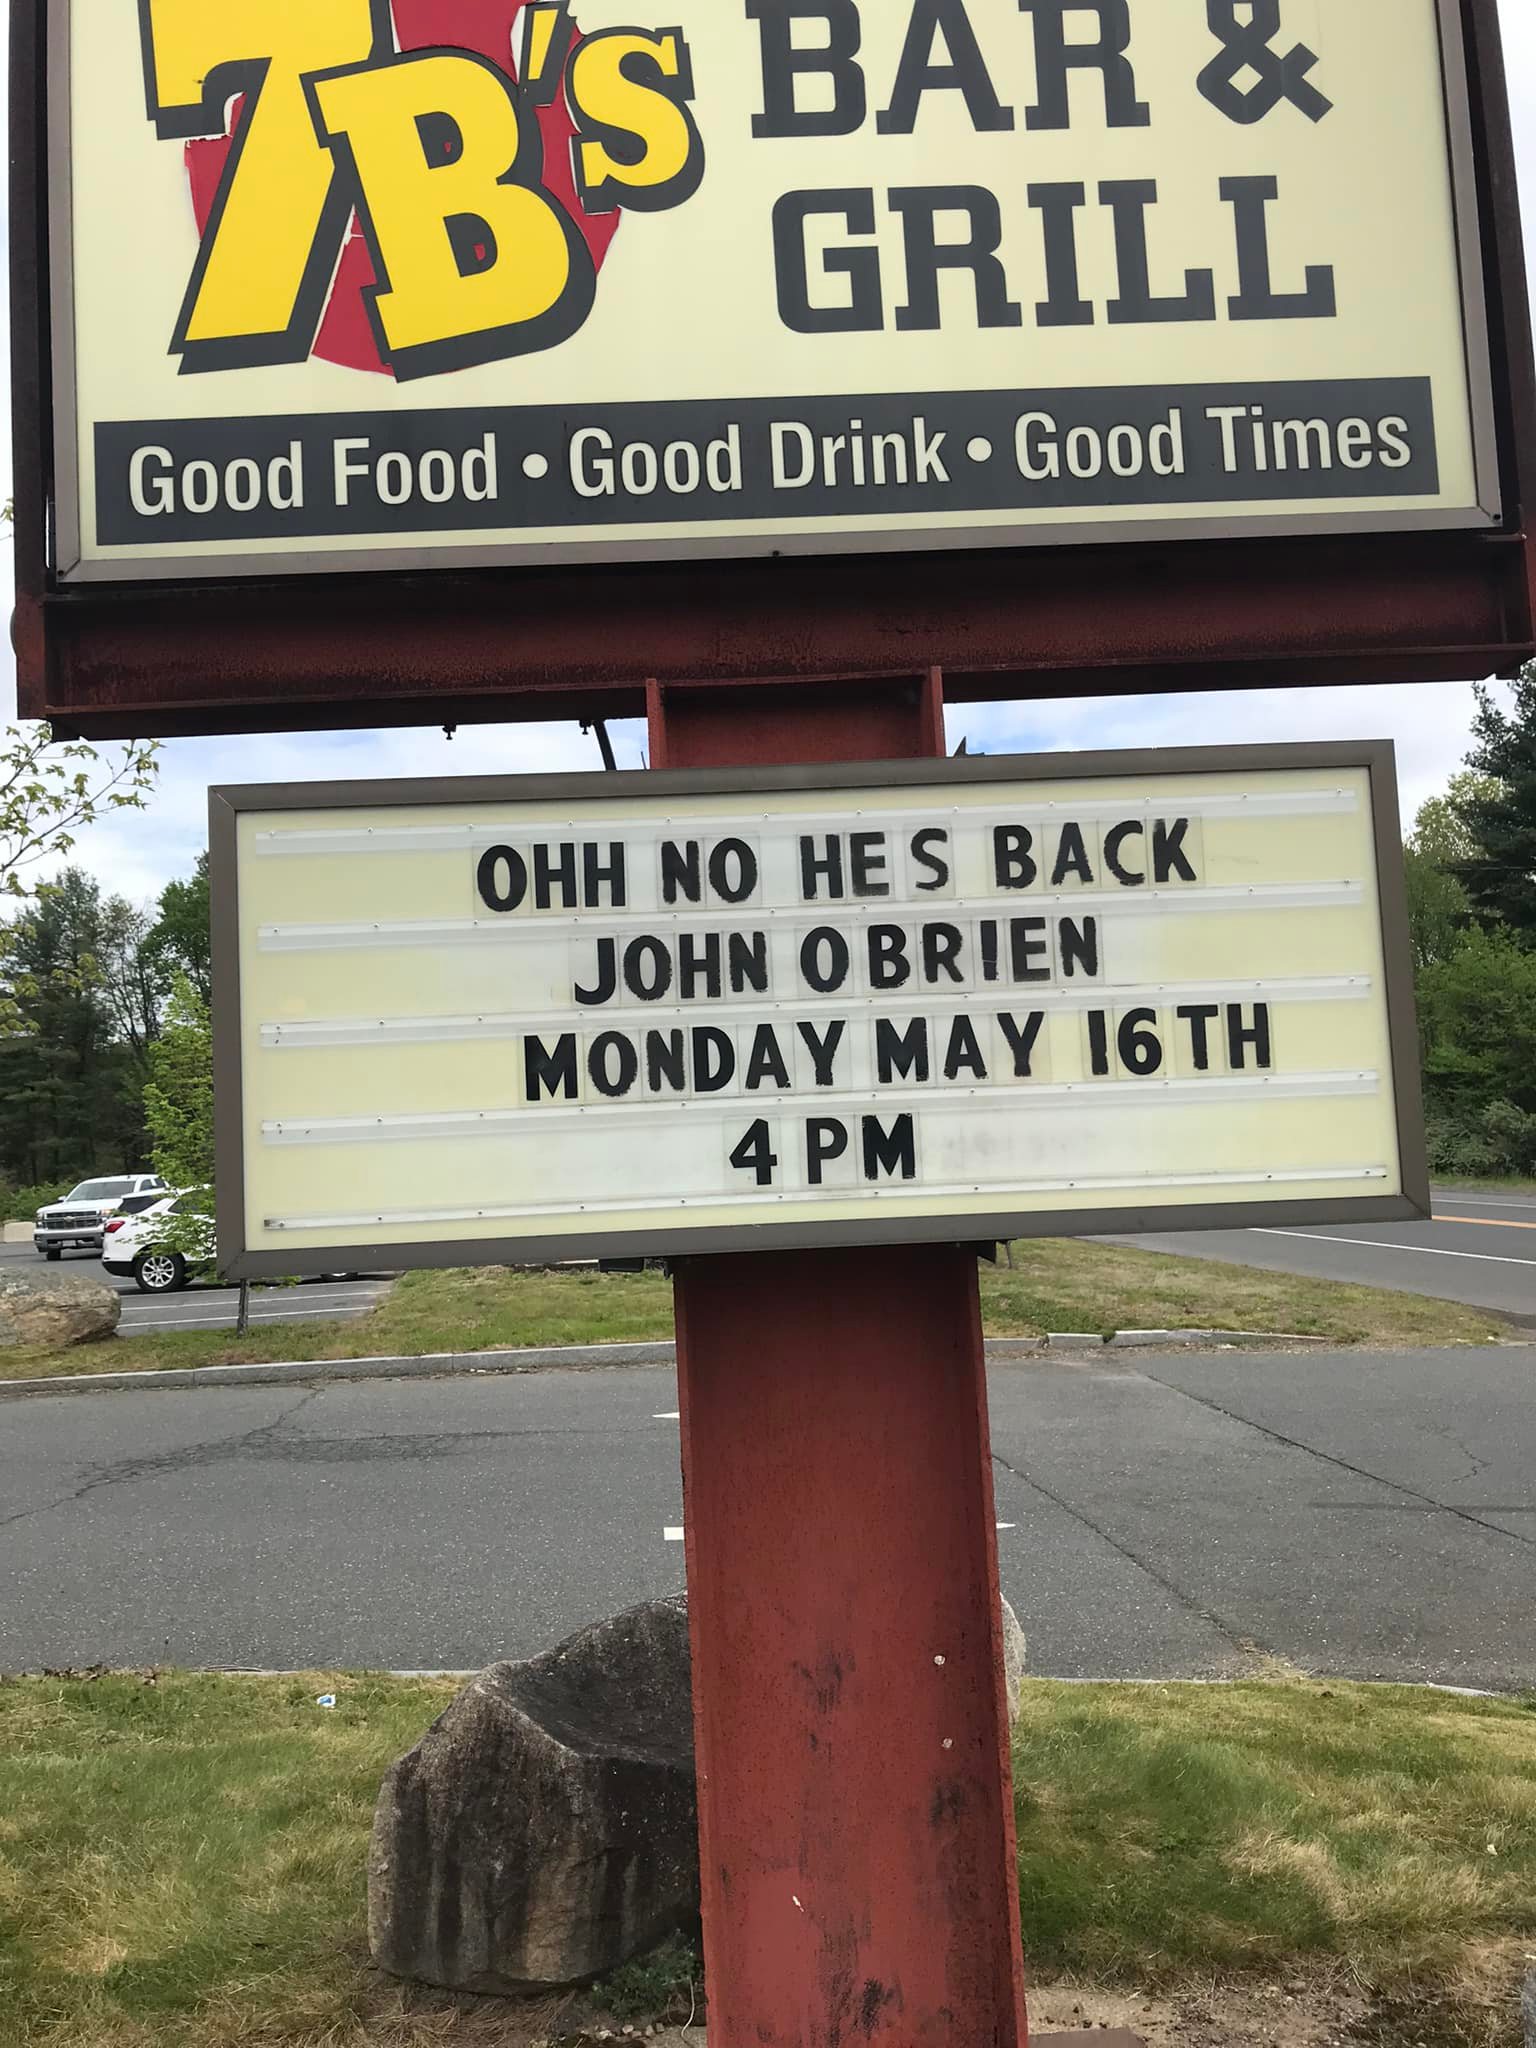 7B's BAR &
GRILL
Good Food • Good Drink • Good Times
OHH NO HES BACK
JOHN OBRIEN
MONDAY MAY 16TH
4 PM